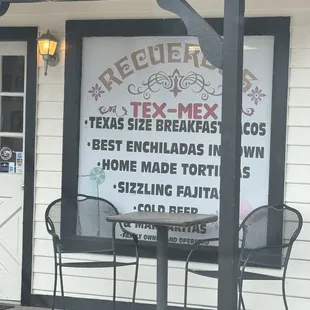 RECUERDOS
TEX-MEX
•TEXAS SIZE BREAKFAST TACOS
•BEST ENCHILADAS IN TOWN
•HOME MADE TORTILLAS
•SIZZLING FAJITAS
•COLD BEER
& MARGARITAS
FAMILY OWNED AND OPERATED